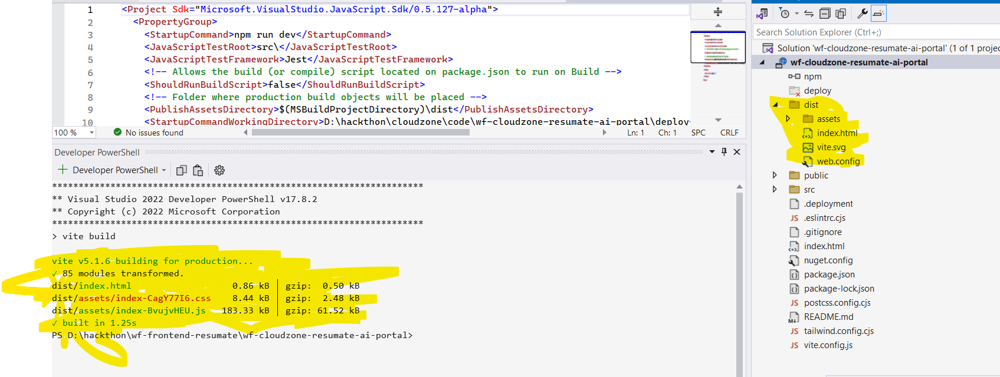 1 <Project Sdk="Microsoft.VisualStudio.JavaScript.Sdk/0.5.127-alpha">
2 <PropertyGroup>
3 <StartupCommand>npm run dev</StartupCommand>
4 <JavaScriptTestRoot>src\</JavaScriptTestRoot>
5 <JavaScriptTestFramework>Jest</JavaScriptTestFramework>
6 <!-- Allows the build (or compile) script located on package.json to run on Build -->
7 <ShouldRunBuildScript>false</ShouldRunBuildScript>
8 <!-- Folder where production build objects will be placed -->
9 <PublishAssetsDirectory>$(MSBuildProjectDirectory)\dist</PublishAssetsDirectory>
10 <StartupCommandWorkingDirectory>D:\hackthon\cloudzone\code\wf-cloudzone-resumate-ai-portal\deploy
100 % No issues found Ln: 1 Ch: 1 SPC CRLF
Developer PowerShell
Developer PowerShell
**********************************************************************
** Visual Studio 2022 Developer PowerShell v17.8.2
** Copyright (c) 2022 Microsoft Corporation
**********************************************************************
> vite build
vite v5.1.6 building for production...
✓ 85 modules transformed.
dist/index.html 0.86 kB │ gzip: 0.50 kB
dist/assets/index-CagY77I6.css 8.44 kB │ gzip: 2.48 kB
dist/assets/index-BvujvHEU.js 183.33 kB │ gzip: 61.52 kB
✓ built in 1.25s
PS D:\hackthon\wf-frontend-resumate\wf-cloudzone-resumate-ai-portal>
Search Solution Explorer (Ctrl+;)
Solution 'wf-cloudzone-resumate-ai-portal' (1 of 1 projec
wf-cloudzone-resumate-ai-portal
npm
deploy
dist
assets
index.html
vite.svg
web.config
public
src
.deployment
JS .eslintrc.cjs
.gitignore
index.html
nuget.config
package.json
package-lock.json
JS postcss.config.cjs
README.md
JS tailwind.config.cjs
JS vite.config.js